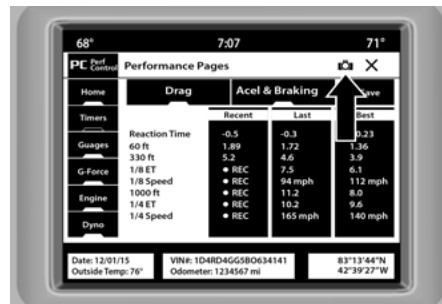 68° 7:07 71°
PC Perf Control Performance Pages
Home Drag Acel & Braking
Timers Recent Last Best
Reaction Time -0.5 -0.3 0.23
60 ft 1.89 1.72 1.36
Guages
330 ft 5.2 4.6 3.9
G-Force 1/8 ET • REC 7.5 6.1
1/8 Speed • REC 94 mph 112 mph
1000 ft • REC 11.2 8.0
Engine
1/4 ET • REC 10.2 9.6
1/4 Speed • REC 165 mph 140 mph
Dyno
Date: 12/01/15 VIN#: 1D4RD4GG5BO634141 83°13'44"N
Outside Temp: 76° Odometer: 1234567 mi 42°39'27"W